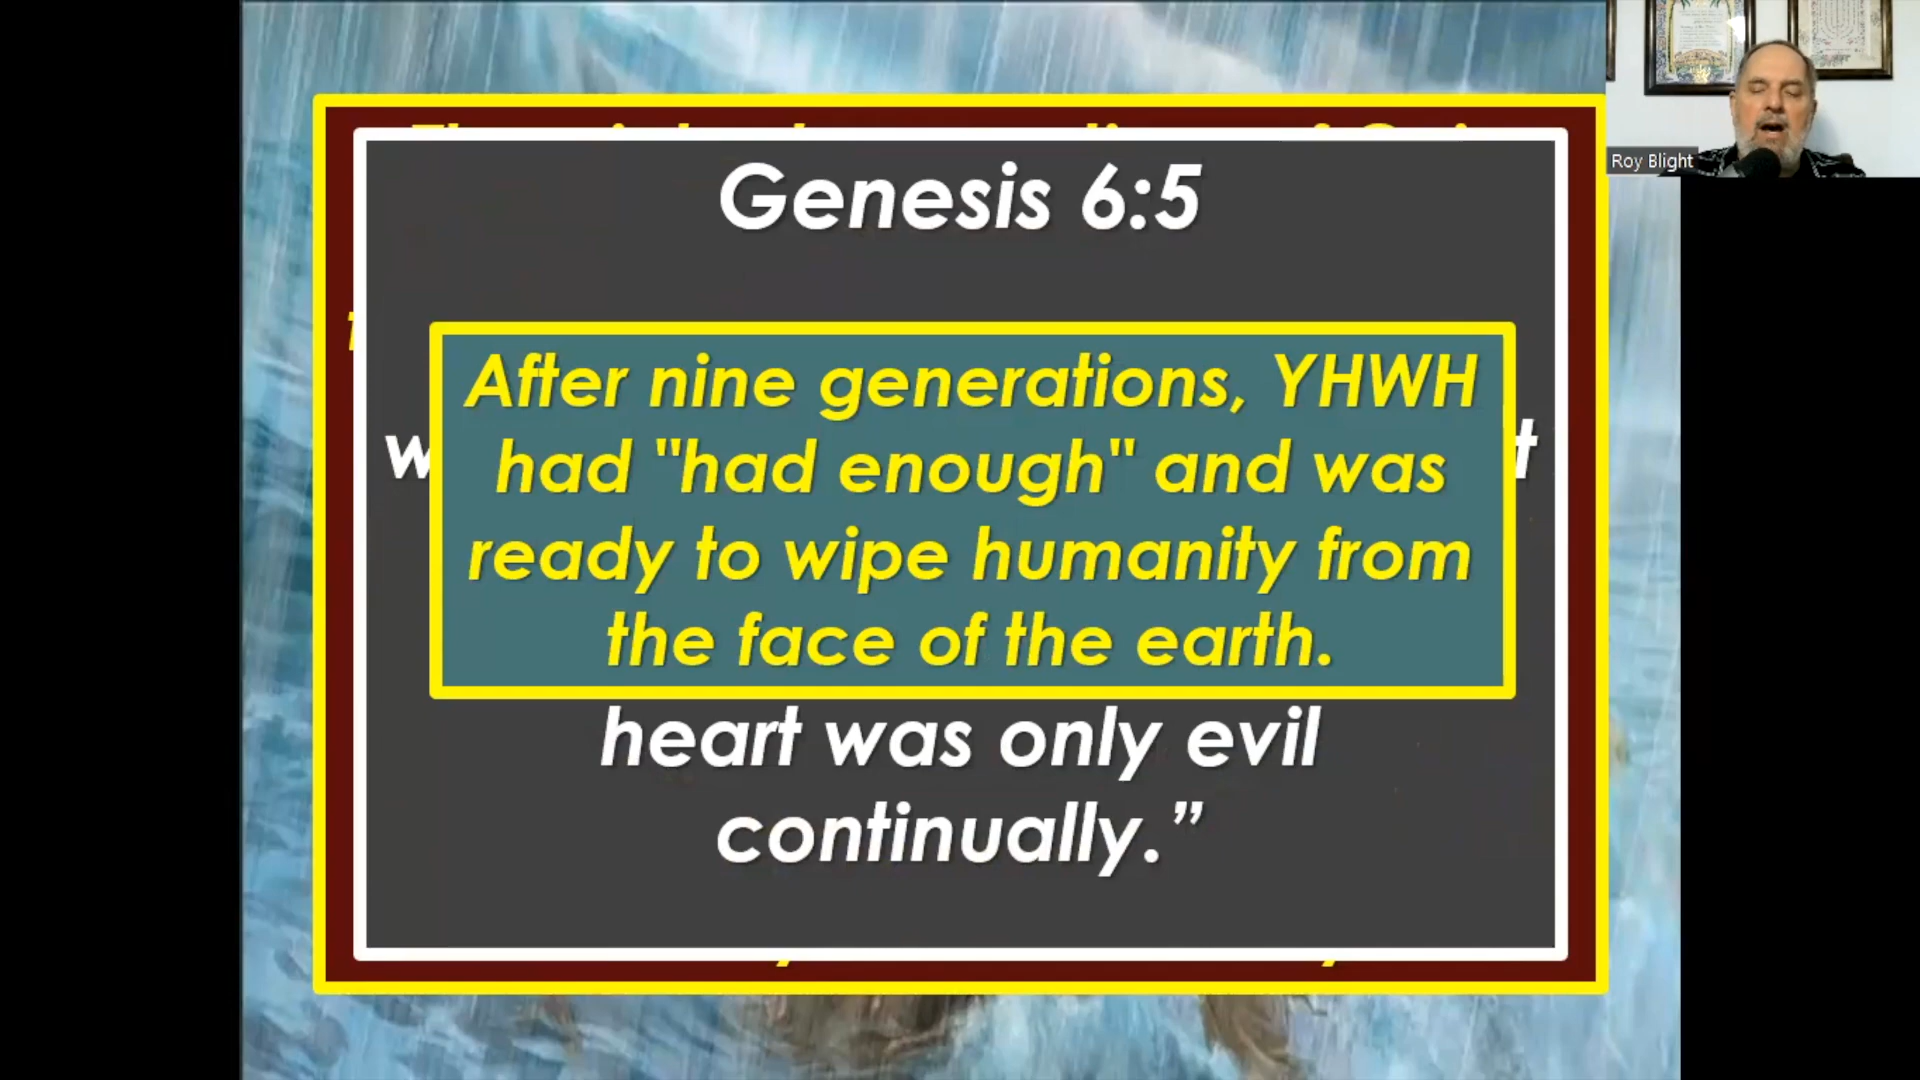 Genesis 6:5
After nine generations, YHWH
had "had enough" and was
ready to wipe humanity from
the face of the earth.
heart was only evil
continually.”
Roy Blight